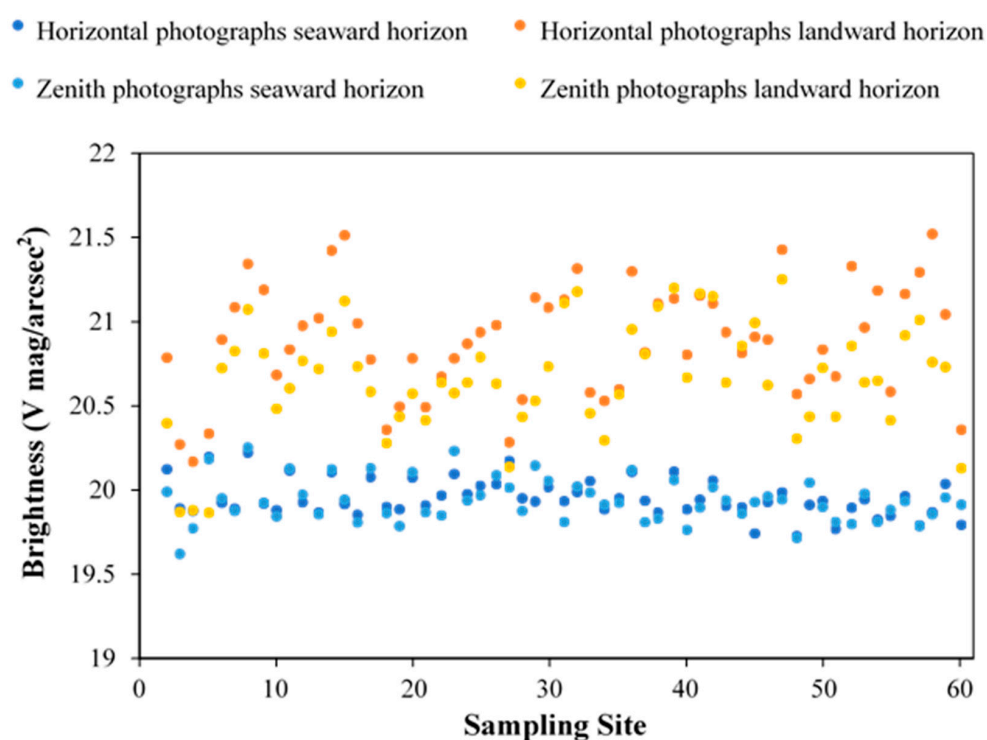 Horizontal photographs seaward horizon
Horizontal photographs landward horizon
Zenith photographs seaward horizon
Zenith photographs landward horizon
22
21.5
21
20.5
20
19.5
19
Brightness (V mag/arcsec²)
0 10 20 30 40 50 60
Sampling Site